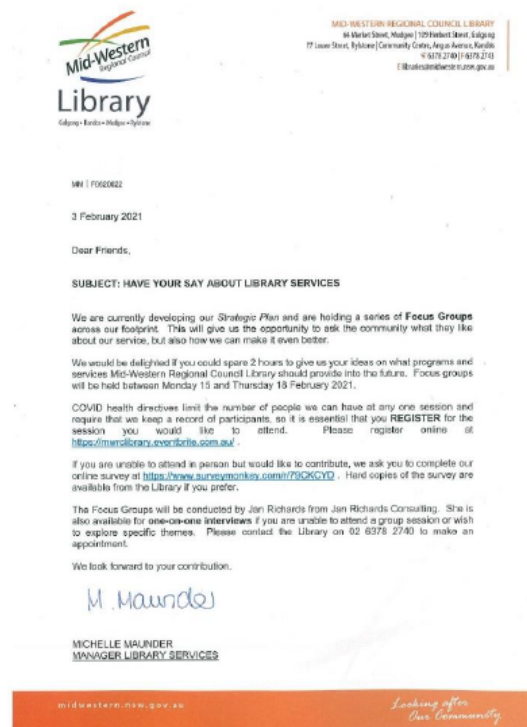 Mid-Western
Regional Council
Library
Gulgong • Kandos • Mudgee • Rylstone
MID-WESTERN REGIONAL COUNCIL LIBRARY
64 Market Street, Mudgee | 109 Herbert Street, Gulgong
77 Louee Street, Rylstone | Community Centre, Angus Avenue, Kandos
T 6378 2740 | F 6378 2743
E libraries@midwestern.nsw.gov.au
MM | F0620022
3 February 2021
Dear Friends,
SUBJECT: HAVE YOUR SAY ABOUT LIBRARY SERVICES
We are currently developing our Strategic Plan and are holding a series of Focus Groups
across our footprint. This will give us the opportunity to ask the community what they like
about our service, but also how we can make it even better.
We would be delighted if you could spare 2 hours to give us your ideas on what programs and
services Mid-Western Regional Council Library should provide into the future. Focus groups
will be held between Monday 15 and Thursday 18 February 2021.
COVID health directives limit the number of people we can have at any one session and
require that we keep a record of participants, so it is essential that you REGISTER for the
session you would like to attend. Please register online at
https://mwrclibrary.eventbrite.com.au/ .
If you are unable to attend in person but would like to contribute, we ask you to complete our
online survey at https://www.surveymonkey.com/r/79CKCYD . Hard copies of the survey are
available from the Library if you prefer.
The Focus Groups will be conducted by Jan Richards from Jan Richards Consulting. She is
also available for one-on-one interviews if you are unable to attend a group session or wish
to explore specific themes. Please contact the Library on 02 6378 2740 to make an
appointment.
We look forward to your contribution.
M. Maunder
MICHELLE MAUNDER
MANAGER LIBRARY SERVICES
midwestern.nsw.gov.au
Looking after
Our Community